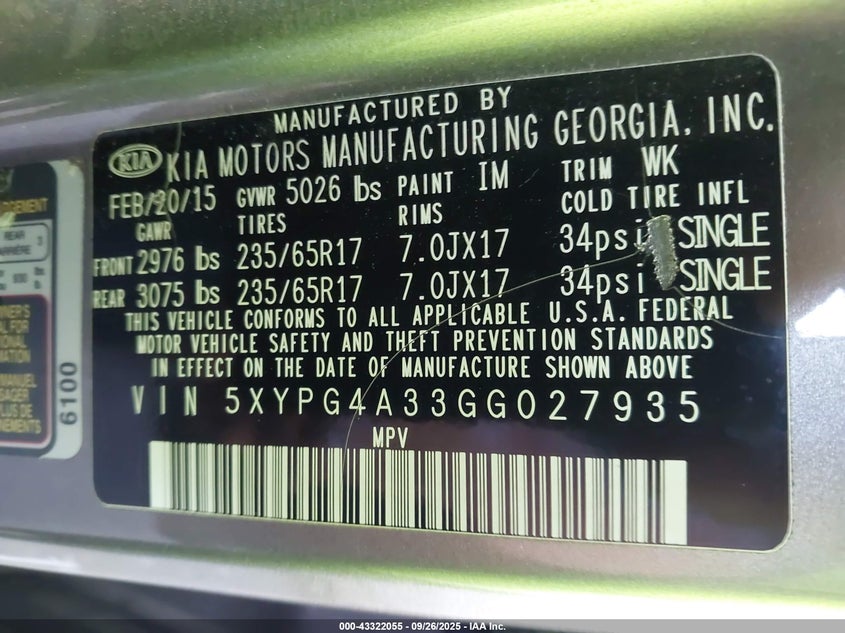 MANUFACTURED BY
KIA KIA MOTORS MANUFACTURING GEORGIA, INC.
FEB/20/15 GVWR 5026 lbs PAINT IM TRIM WK
GAWR TIRES RIMS COLD TIRE INFL
FRONT 2976 lbs 235/65R17 7.0JX17 34psi SINGLE
REAR 3075 lbs 235/65R17 7.0JX17 34psi SINGLE
THIS VEHICLE CONFORMS TO ALL APPLICABLE U.S.A. FEDERAL
MOTOR VEHICLE SAFETY AND THEFT PREVENTION STANDARDS
IN EFFECT ON THE DATE OF MANUFACTURE SHOWN ABOVE
VIN 5XYPG4A33GG027935
MPV
REAR
3
6100
000-43322055 - 09/26/2025 - IAA Inc.